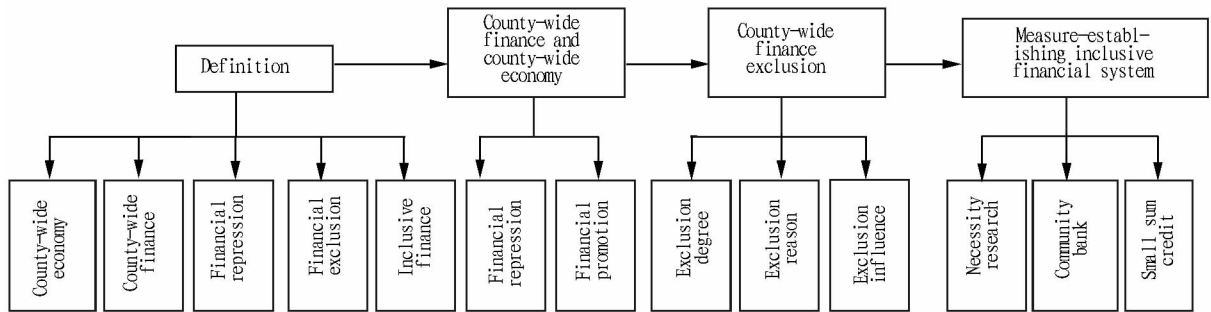 Definition
County-wide
finance and
county-wide
economy
County-wide
finance
exclusion
Measure-establ-
ishing inclusive
financial system
County-wide
economy
County-wide
finance
Financial
repression
Financial
exclusion
Inclusive
finance
Financial
repression
Financial
promotion
Exclusion
degree
Exclusion
reason
Exclusion
influence
Necessity
research
Community
bank
Small sum
credit